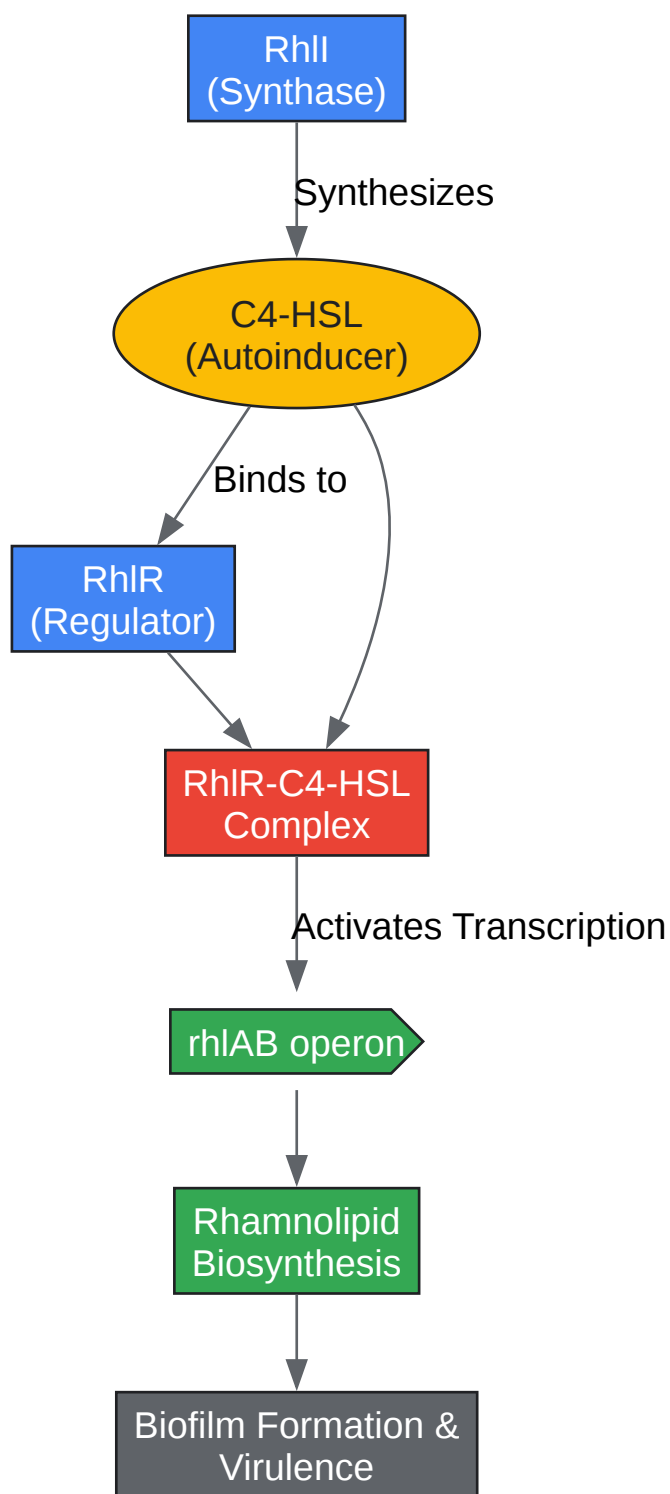 RhlI
(Synthase)
Synthesizes
C4-HSL
(Autoinducer)
Binds to
RhlR
(Regulator)
RhlR-C4-HSL
Complex
Activates Transcription
rhlAB operon
Rhamnolipid
Biosynthesis
Biofilm Formation &
Virulence